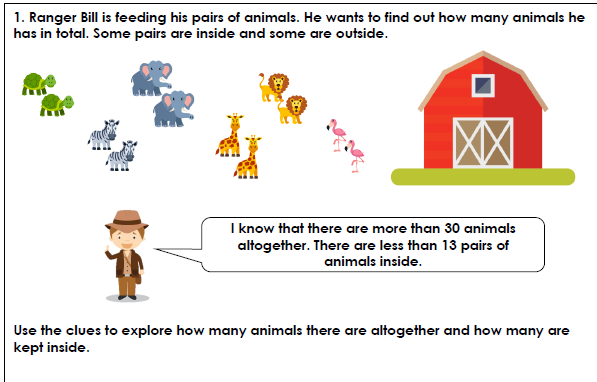 1. Ranger Bill is feeding his pairs of animals. He wants to find out how many animals he
has in total. Some pairs are inside and some are outside.
I know that there are more than 30 animals
altogether. There are less than 13 pairs of
animals inside.
Use the clues to explore how many animals there are altogether and how many are
kept inside.